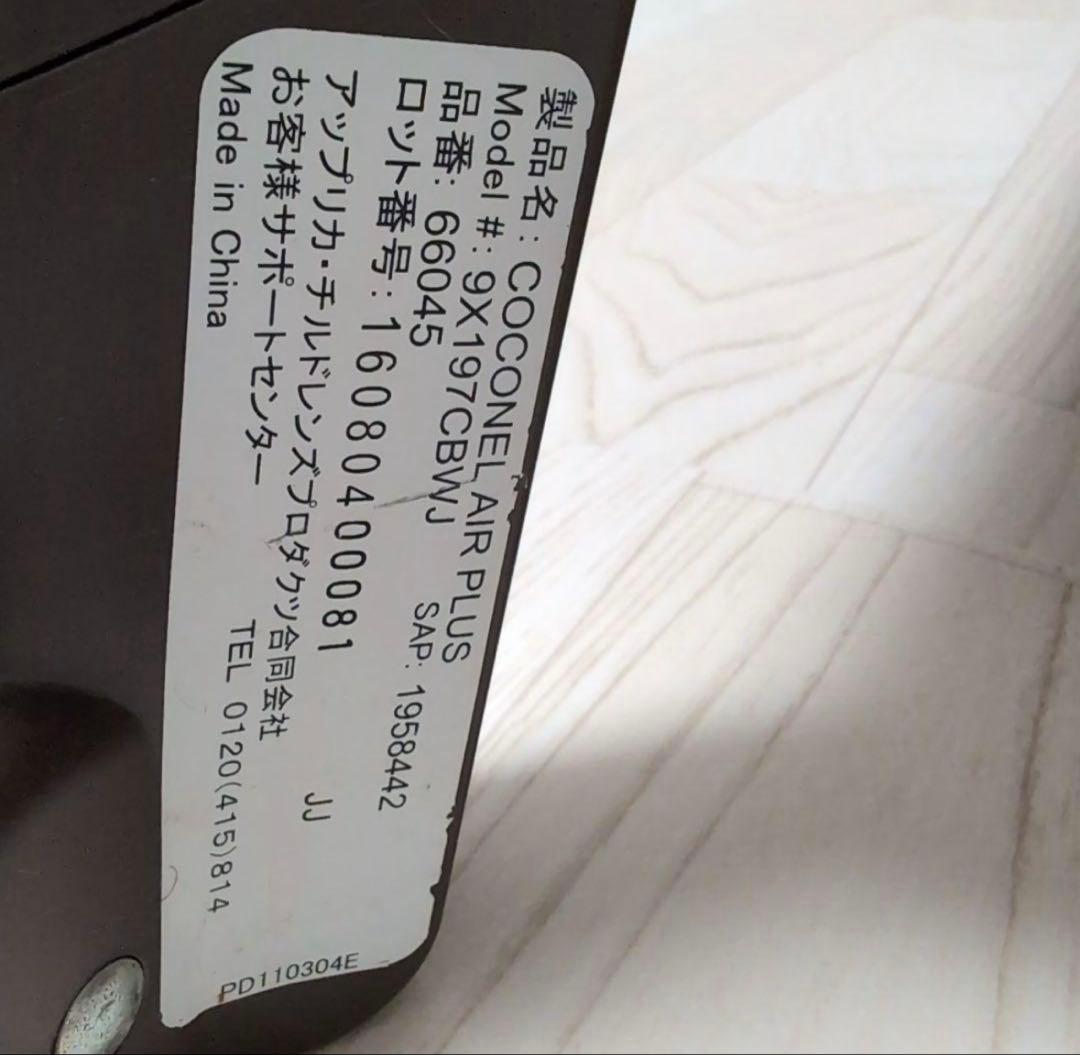 製品名: COCONEL AIR PLUS
Model #: 9X197CBWJ
品番: 66045 SAP: 1958442
ロット番号: 160804 00081 JJ
アップリカ・チルドレンズプロダクツ合同会社
お客様サポートセンター TEL 0120(415)814
Made in China
PD110304E